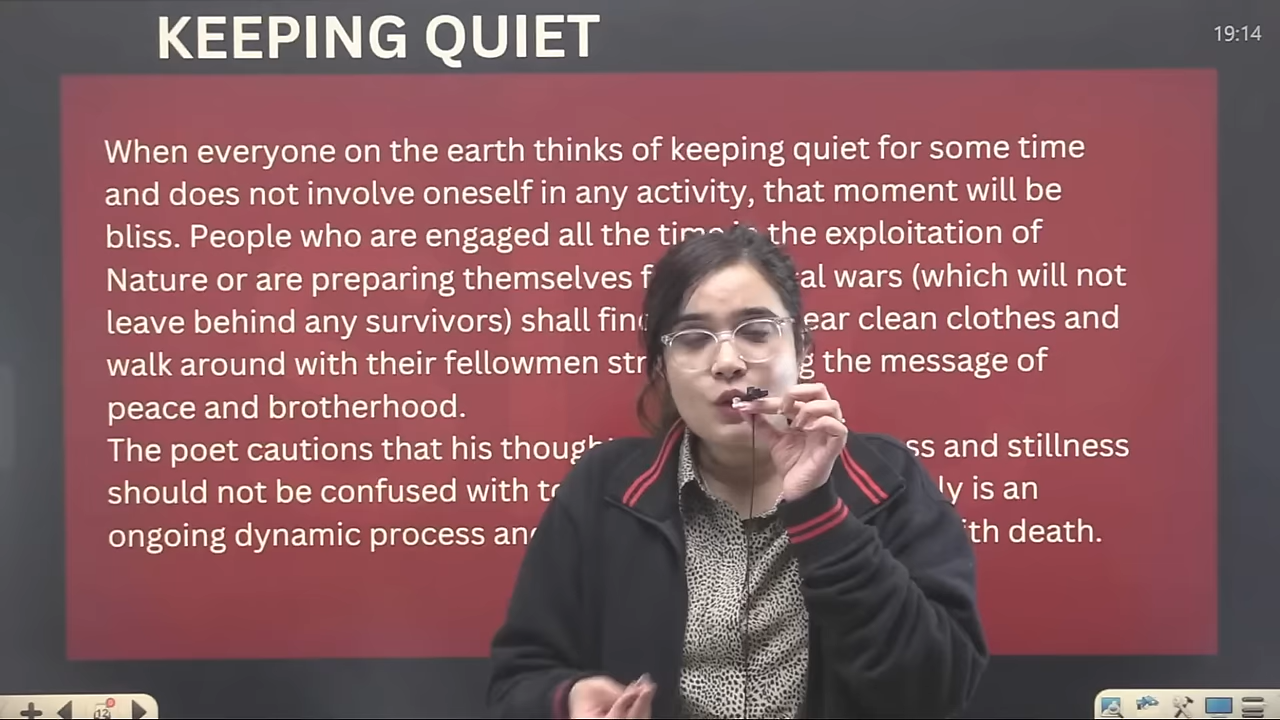 KEEPING QUIET
19:14
When everyone on the earth thinks of keeping quiet for some time
and does not involve oneself in any activity, that moment will be
bliss. People who are engaged all the time in the exploitation of
Nature or are preparing themselves al wars (which will not
leave behind any survivors) shall ear clean clothes and
walk around with their fellowmen g the message of
peace and brotherhood.
The poet cautions that his ss and stillness
should not be confused with ly is an
ongoing dynamic process with death.